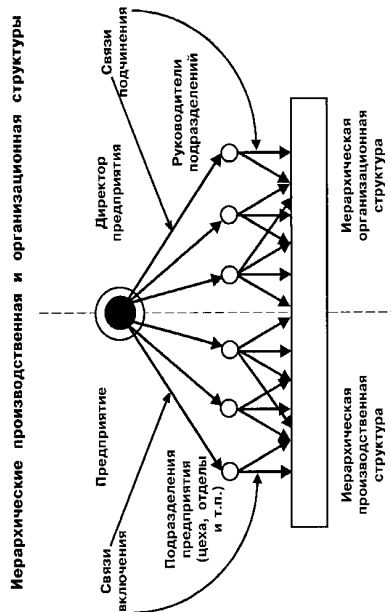 Иерархические производственная и организационная структуры
Связи
включения
Предприятие
Директор
предприятия
Связи
подчинения
Подразделения
предприятия
(цеха, отделы
и т.п.)
Руководители
подразделений
Иерархическая
производственная
структура
Иерархическая
организационная
структура